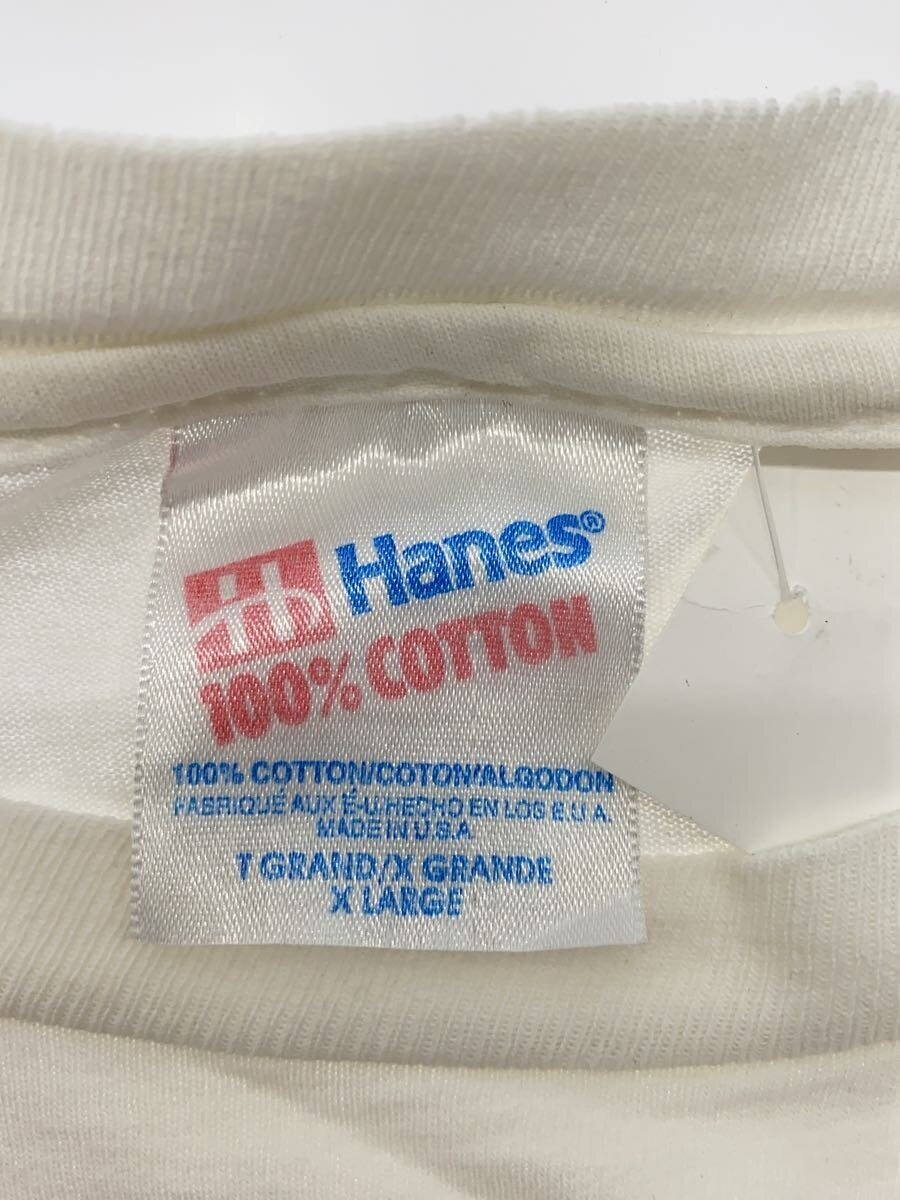 Hanes®
100% COTTON
100% COTTON/COTON/ALGODON
FABRIQUÉ AUX É-U/HECHO EN LOS E.U.A.
MADE IN U.S.A
T GRAND/X GRANDE
X LARGE